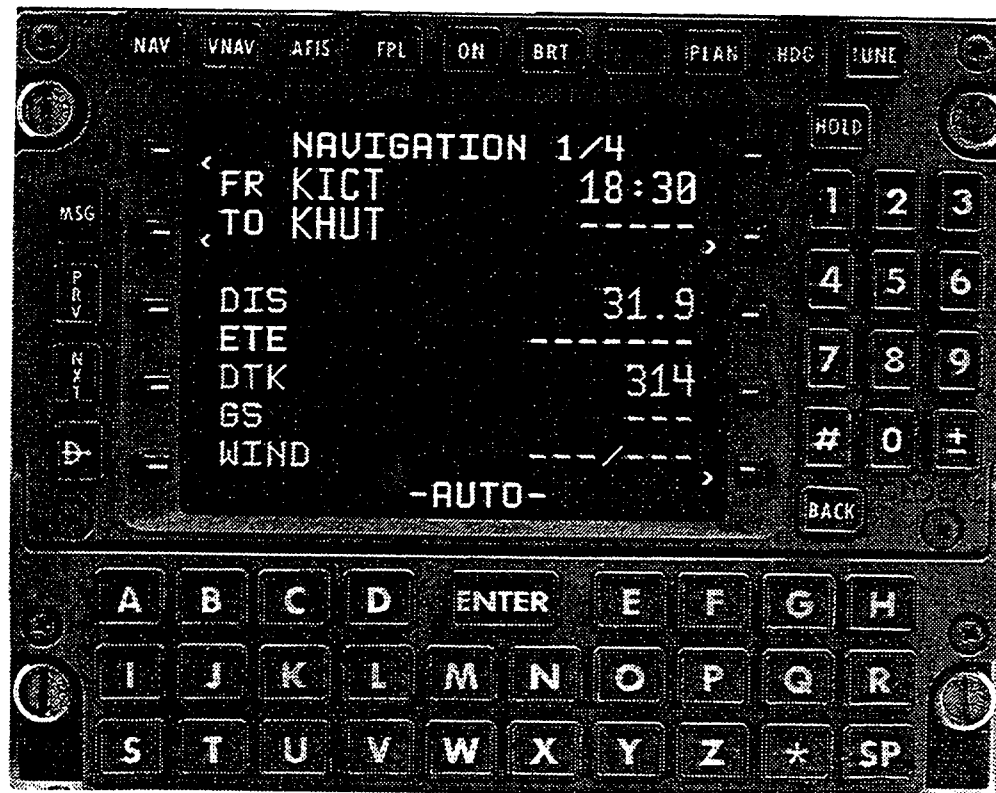 NAV VNAV AFIS FPL ON BRT PLAN HDG TUNE
HOLD
NAVIGATION 1/4
FR KICT 18:30
TO KHUT -----
DIS 31.9
ETE -------
DTK 314
GS ---
WIND ---/---
-AUTO-
MSG
PRV
NXT
1 2 3
4 5 6
7 8 9
# 0 ±
BACK
A B C D ENTER E F G H
I J K L M N O P Q R
S T U V W X Y Z * SP